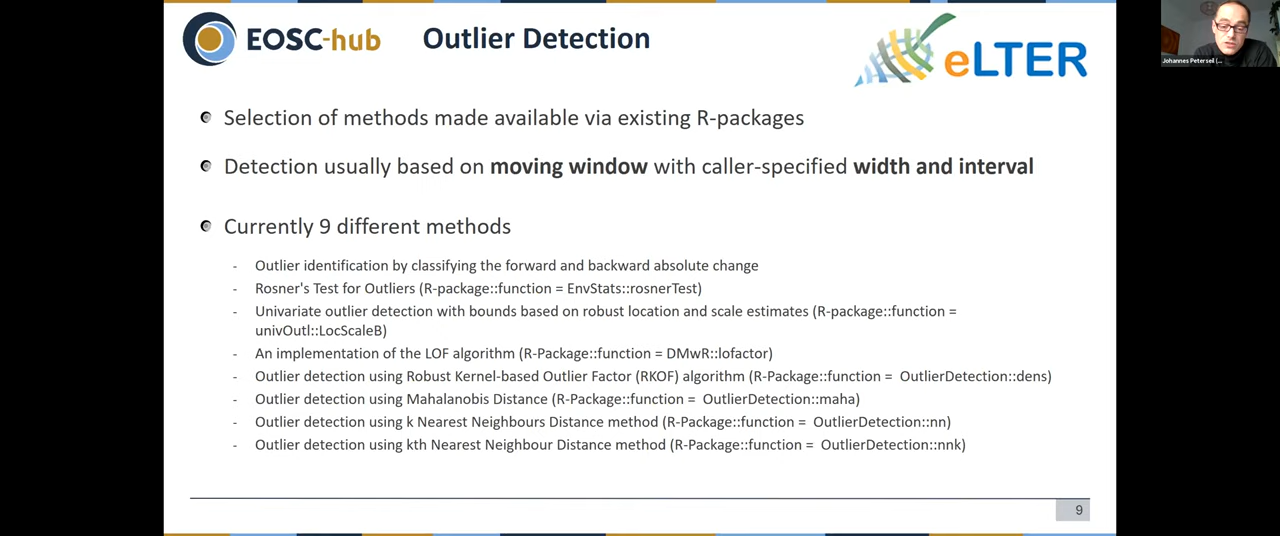 EOSC-hub
Outlier Detection
eLTER
Johannes Peterseil (...
Selection of methods made available via existing R-packages
Detection usually based on moving window with caller-specified width and interval
Currently 9 different methods
- Outlier identification by classifying the forward and backward absolute change
- Rosner's Test for Outliers (R-package::function = EnvStats::rosnerTest)
- Univariate outlier detection with bounds based on robust location and scale estimates (R-package::function =
univOutl::LocScaleB)
- An implementation of the LOF algorithm (R-Package::function = DMwR::lofactor)
- Outlier detection using Robust Kernel-based Outlier Factor (RKOF) algorithm (R-Package::function = OutlierDetection::dens)
- Outlier detection using Mahalanobis Distance (R-Package::function = OutlierDetection::maha)
- Outlier detection using k Nearest Neighbours Distance method (R-Package::function = OutlierDetection::nn)
- Outlier detection using kth Nearest Neighbour Distance method (R-Package::function = OutlierDetection::nnk)
9